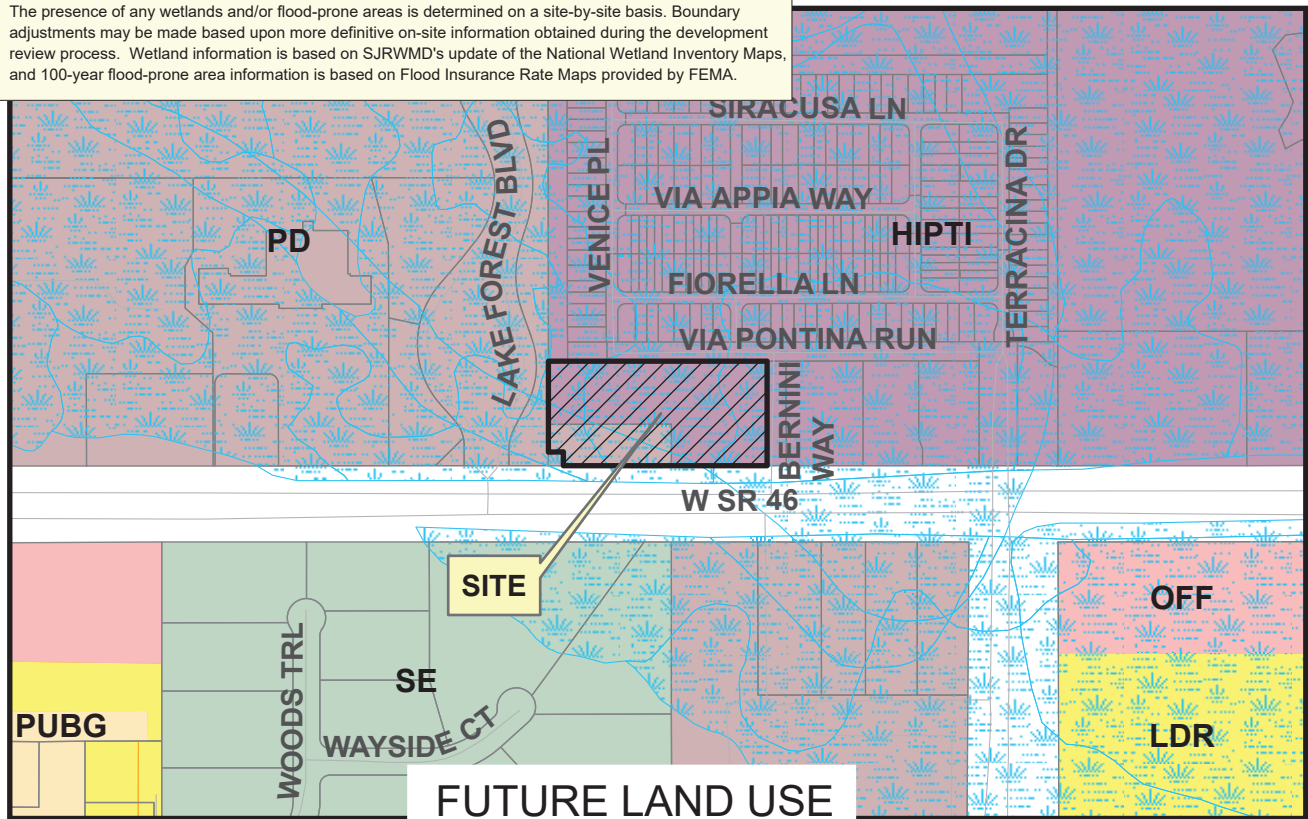 The presence of any wetlands and/or flood-prone areas is determined on a site-by-site basis. Boundary
adjustments may be made based upon more definitive on-site information obtained during the development
review process. Wetland information is based on SJRWMD's update of the National Wetland Inventory Maps,
and 100-year flood-prone area information is based on Flood Insurance Rate Maps provided by FEMA.
SIRACUSA LN
LAKE FOREST BLVD
VENICE PL
VIA APPIA WAY
TERRACINA DR
PD
HIPTI
FIORELLA LN
VIA PONTINA RUN
BERNINI
WAY
W SR 46
SITE
OFF
WOODS TRL
SE
PUBG
WAYSIDE CT
LDR
FUTURE LAND USE